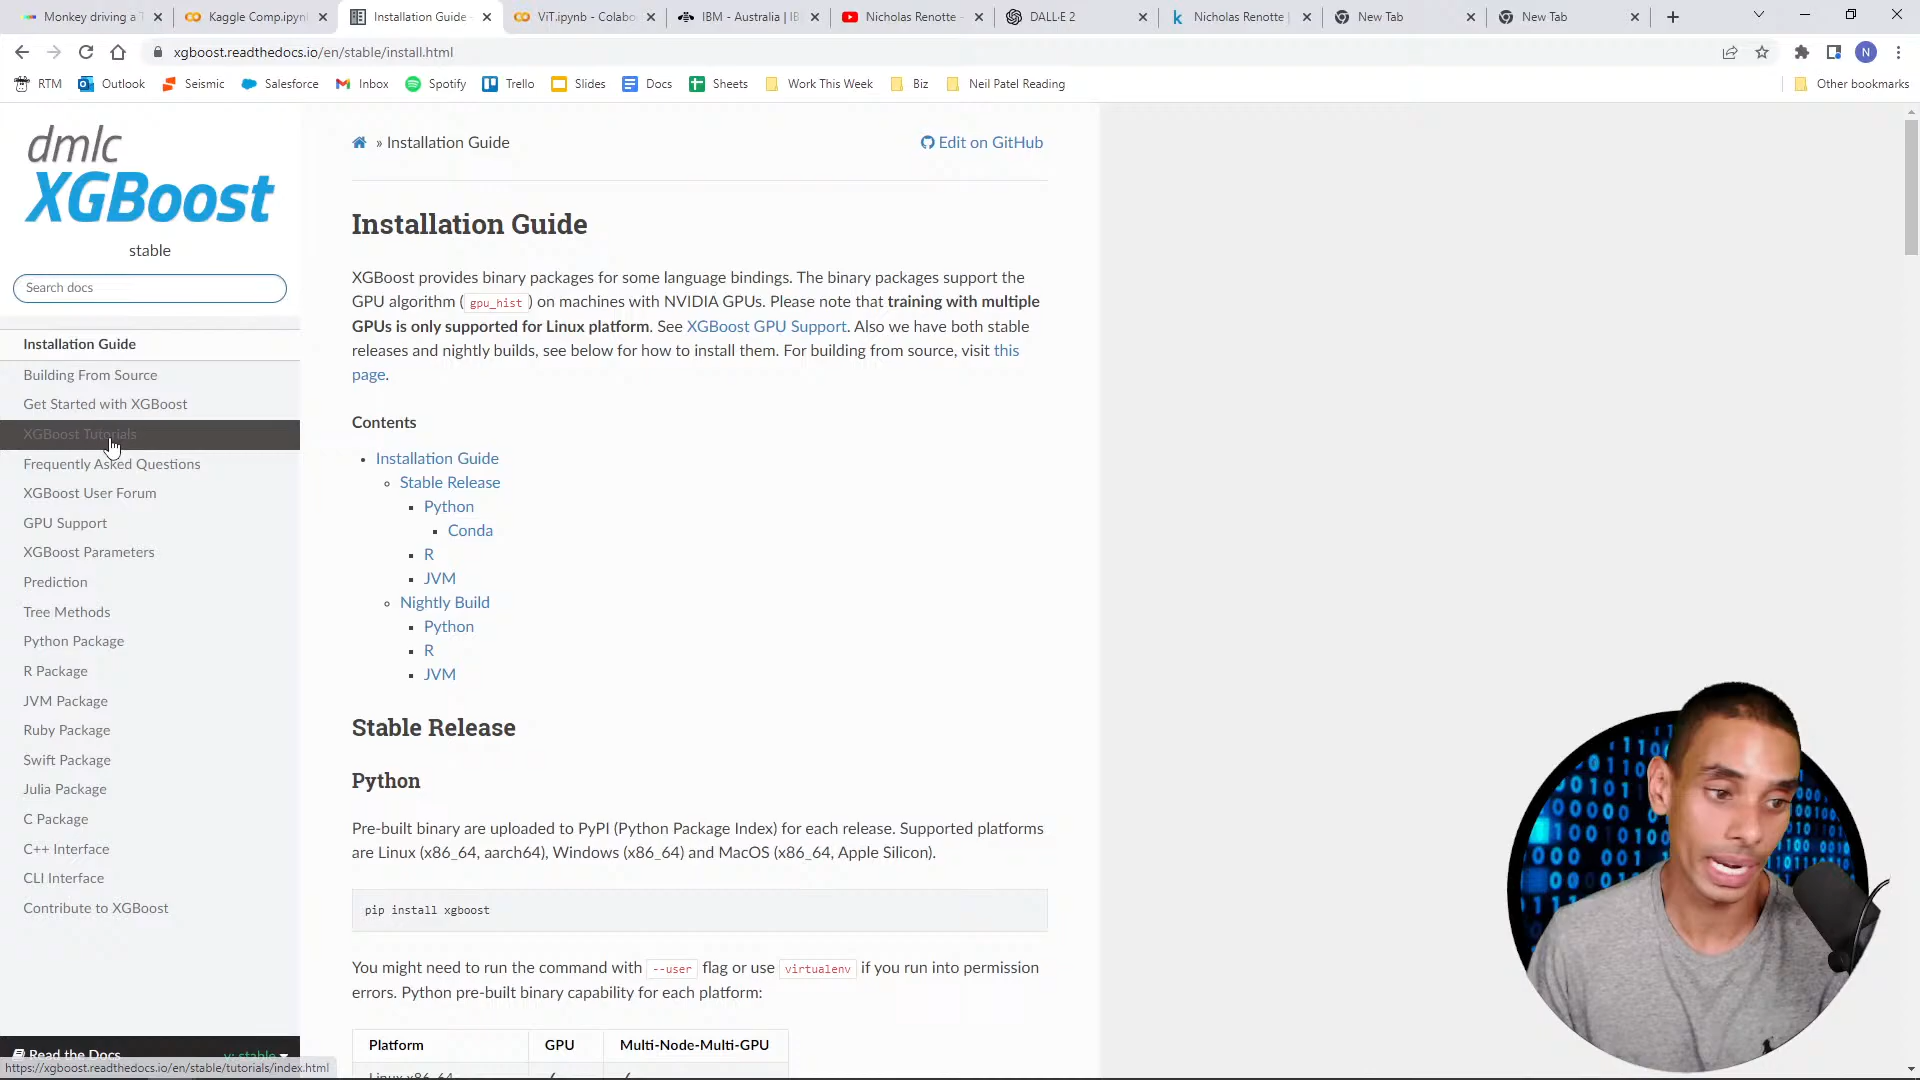 Monkey driving a T
Kaggle Comp.ipynb
Installation Guide
ViT.ipynb - Colabo
IBM - Australia | IB
Nicholas Renotte -
DALL·E 2
Nicholas Renotte |
New Tab
New Tab
xgboost.readthedocs.io/en/stable/install.html
N
RTM
Outlook
Seismic
Salesforce
Inbox
Spotify
Trello
Slides
Docs
Sheets
Work This Week
Biz
Neil Patel Reading
Other bookmarks
dmlc
XGBoost
stable
Search docs
Installation Guide
Building From Source
Get Started with XGBoost
XGBoost Tutorials
Frequently Asked Questions
XGBoost User Forum
GPU Support
XGBoost Parameters
Prediction
Tree Methods
Python Package
R Package
JVM Package
Ruby Package
Swift Package
Julia Package
C Package
C++ Interface
CLI Interface
Contribute to XGBoost
Read the Docs
v: stable
https://xgboost.readthedocs.io/en/stable/tutorials/index.html
» Installation Guide
Edit on GitHub
Installation Guide
XGBoost provides binary packages for some language bindings. The binary packages support the
GPU algorithm (gpu_hist) on machines with NVIDIA GPUs. Please note that training with multiple
GPUs is only supported for Linux platform. See XGBoost GPU Support. Also we have both stable
releases and nightly builds, see below for how to install them. For building from source, visit this
page.
Contents
• Installation Guide
◦ Stable Release
▪ Python
▪ Conda
▪ R
▪ JVM
◦ Nightly Build
▪ Python
▪ R
▪ JVM
Stable Release
Python
Pre-built binary are uploaded to PyPI (Python Package Index) for each release. Supported platforms
are Linux (x86_64, aarch64), Windows (x86_64) and MacOS (x86_64, Apple Silicon).
pip install xgboost
You might need to run the command with --user flag or use virtualenv if you run into permission
errors. Python pre-built binary capability for each platform:
Platform GPU Multi-Node-Multi-GPU
Linux x86_64